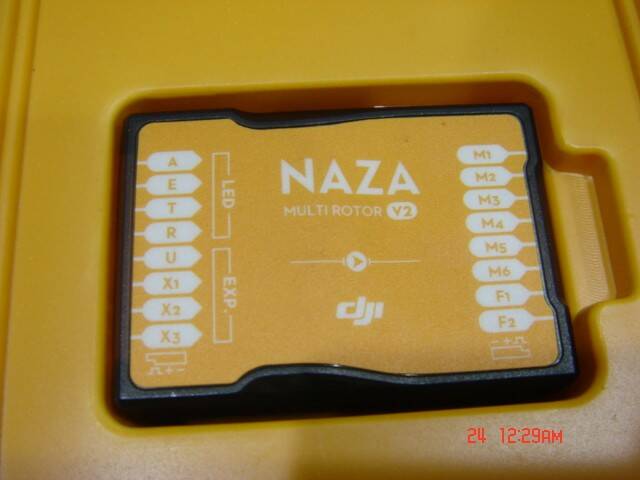 A
E
T
R
U
X1
X2
X3
LED
EXP.
NAZA
MULTI ROTOR V2
dji
M1
M2
M3
M4
M5
M6
F1
F2
24 12:29AM